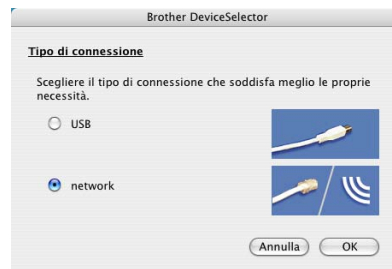 Brother DeviceSelector
Tipo di connessione
Scegliere il tipo di connessione che soddisfa meglio le proprie
necessità.
USB
network
Annulla
OK